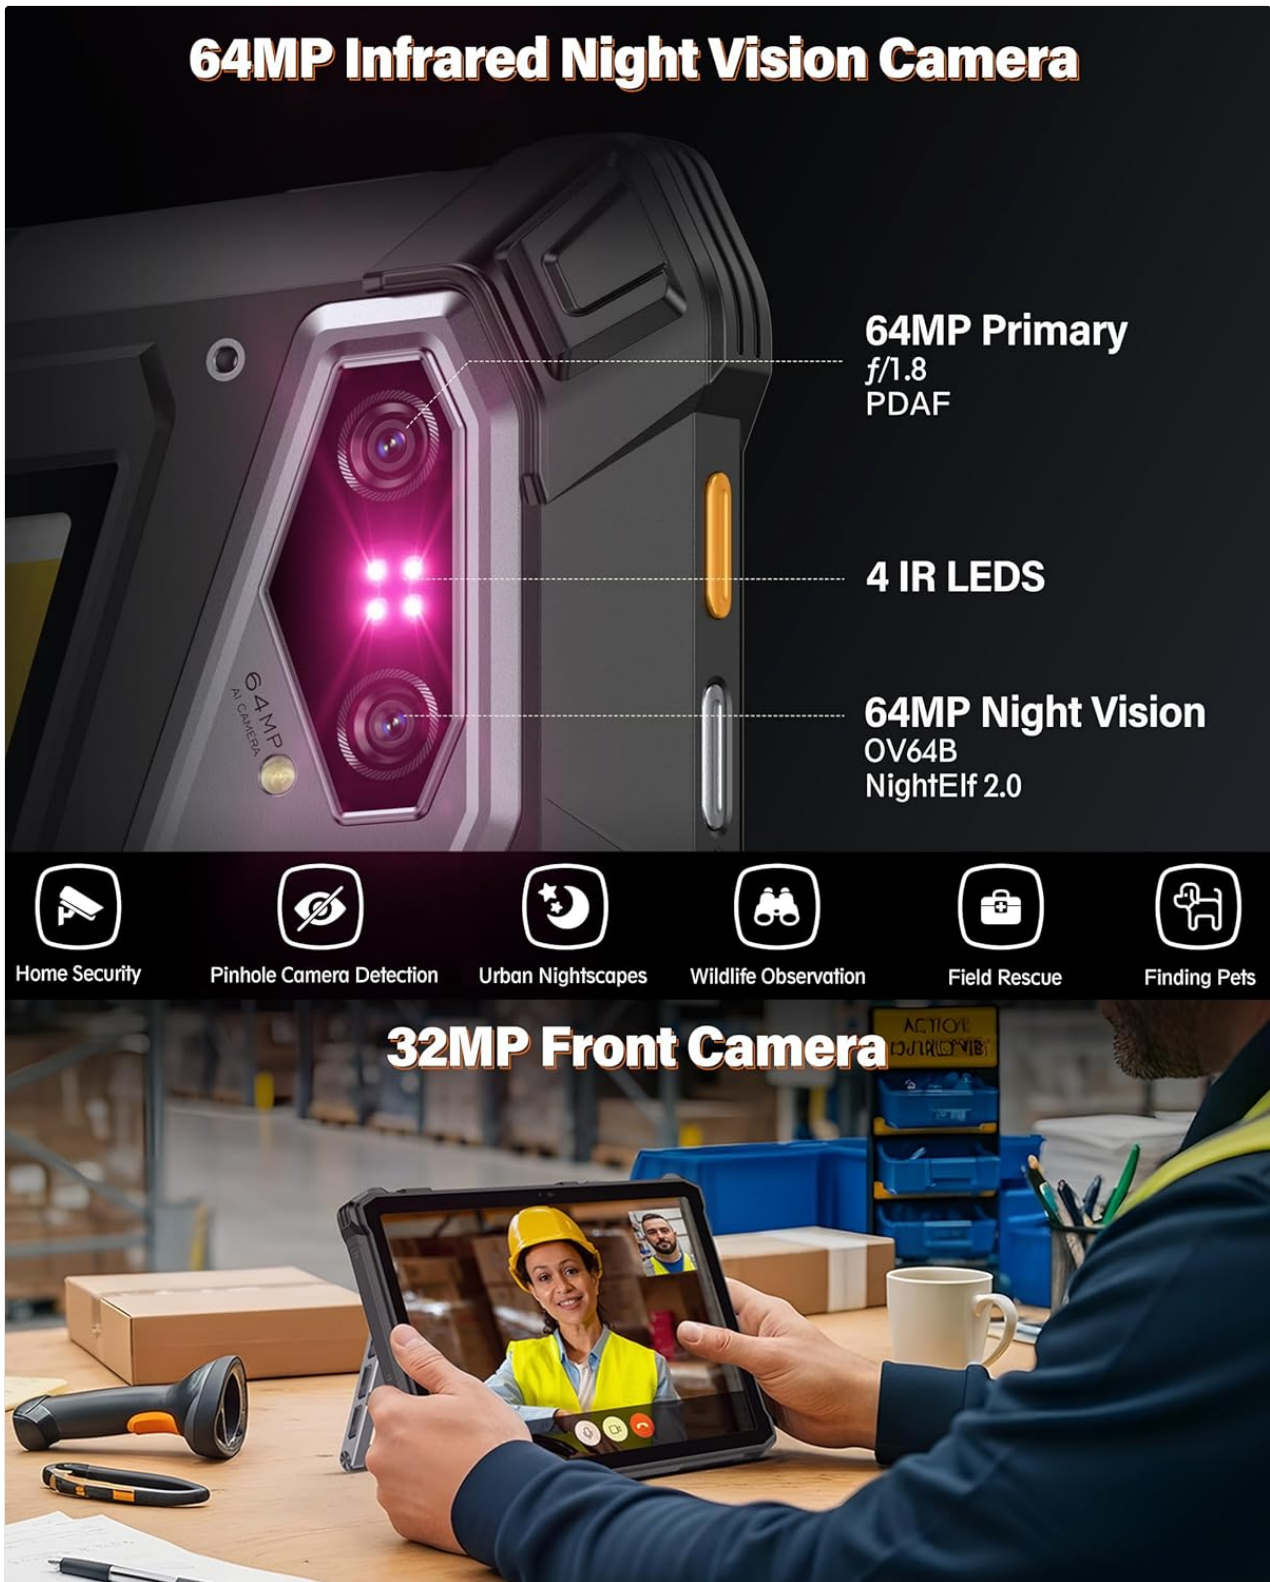 64MP Infrared Night Vision Camera
64MP Primary
ƒ/1.8
PDAF
4 IR LEDS
64MP Night Vision
OV64B
NightElf 2.0
64MP
AI CAMERA
Home Security
Pinhole Camera Detection
Urban Nightscapes
Wildlife Observation
Field Rescue
Finding Pets
32MP Front Camera